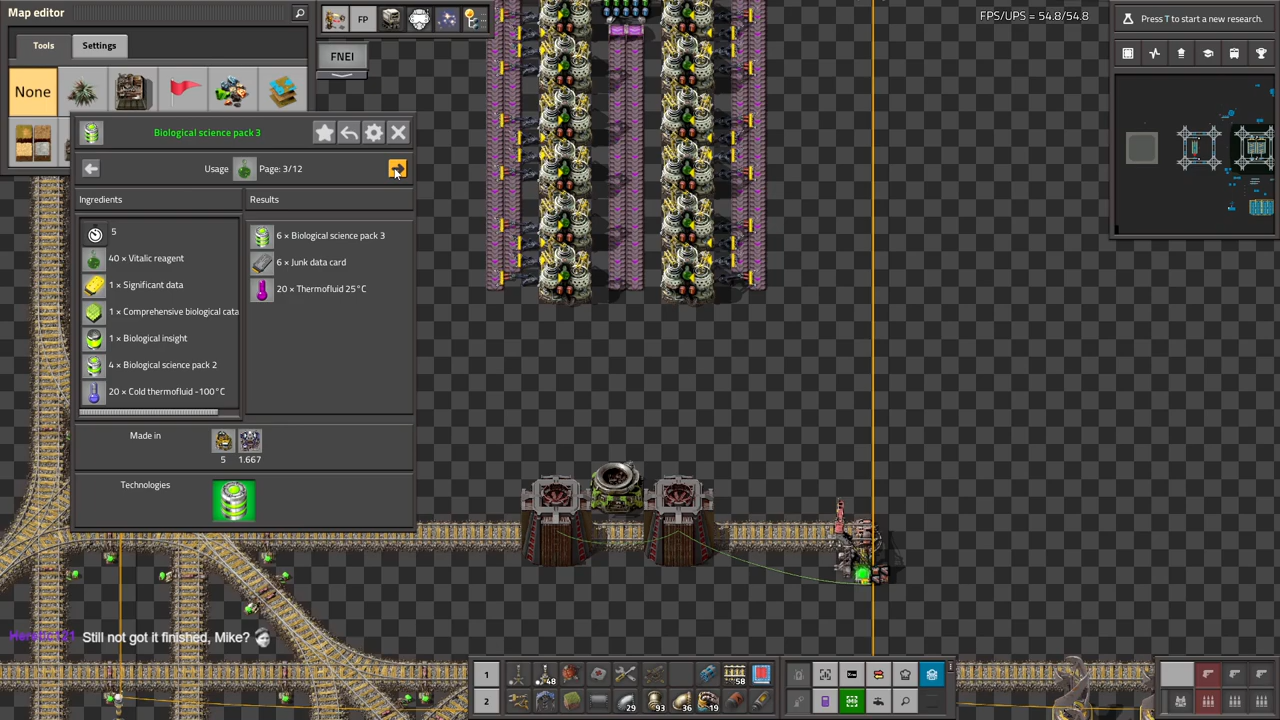 Map editor
FP
FPS/UPS = 54.8/54.8
Press T to start a new research.
Tools
Settings
FNEI
None
Biological science pack 3
Usage
Page: 3/12
Ingredients
Results
5
40 × Vitalic reagent
1 × Significant data
1 × Comprehensive biological cata
1 × Biological insight
4 × Biological science pack 2
20 × Cold thermofluid -100°C
6 × Biological science pack 3
6 × Junk data card
20 × Thermofluid 25°C
Made in
5
1.667
Technologies
Heretic121 Still not got it finished, Mike?
1
48
58
2
29
93
36
19